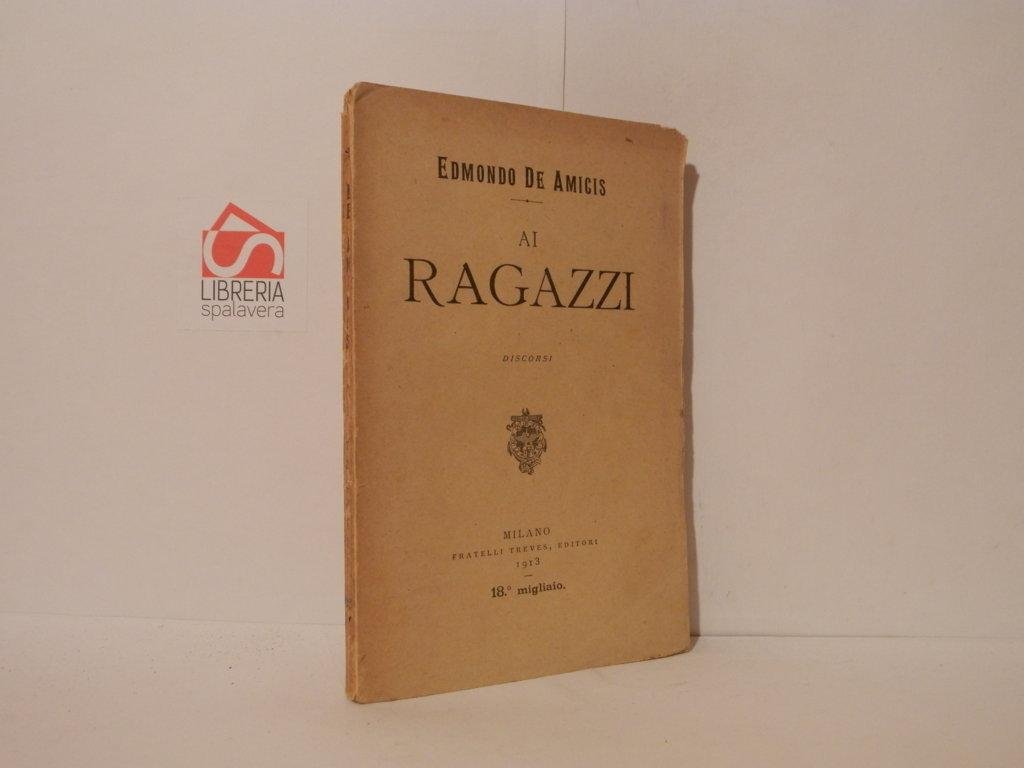 EDMONDO DE AMICIS
AI
RAGAZZI
DISCORSI
MILANO
FRATELLI TREVES, EDITORI
1913
18.° migliaio.
LIBRERIA
spalavera